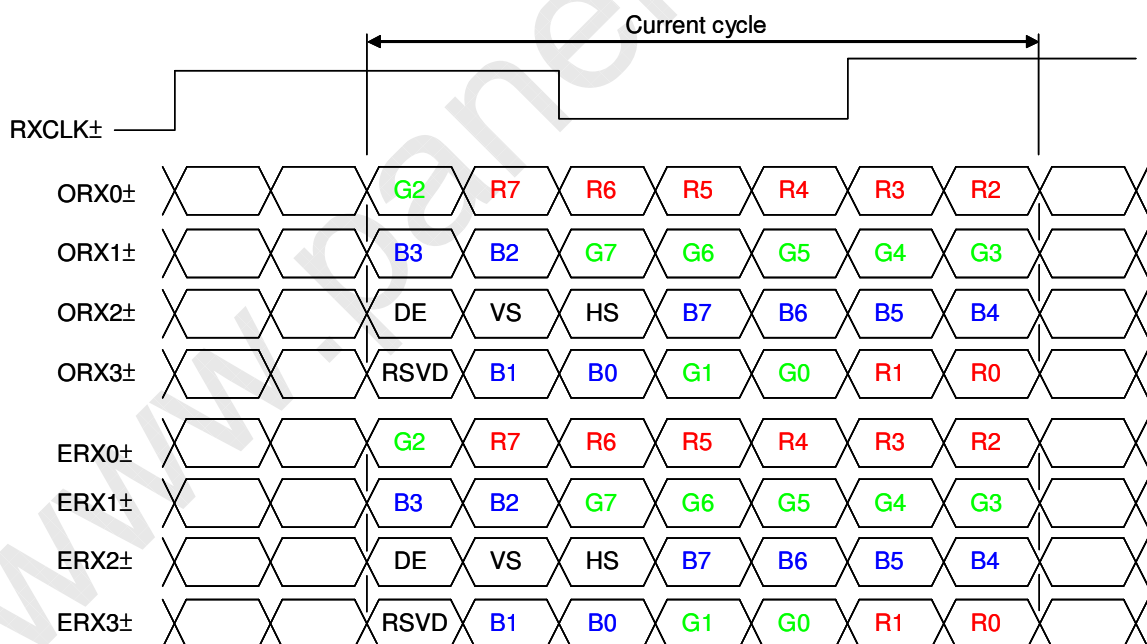 Current cycle
RXCLK±
ORX0± G2 R7 R6 R5 R4 R3 R2
ORX1± B3 B2 G7 G6 G5 G4 G3
ORX2± DE VS HS B7 B6 B5 B4
ORX3± RSVD B1 B0 G1 G0 R1 R0
ERX0± G2 R7 R6 R5 R4 R3 R2
ERX1± B3 B2 G7 G6 G5 G4 G3
ERX2± DE VS HS B7 B6 B5 B4
ERX3± RSVD B1 B0 G1 G0 R1 R0
www.pane